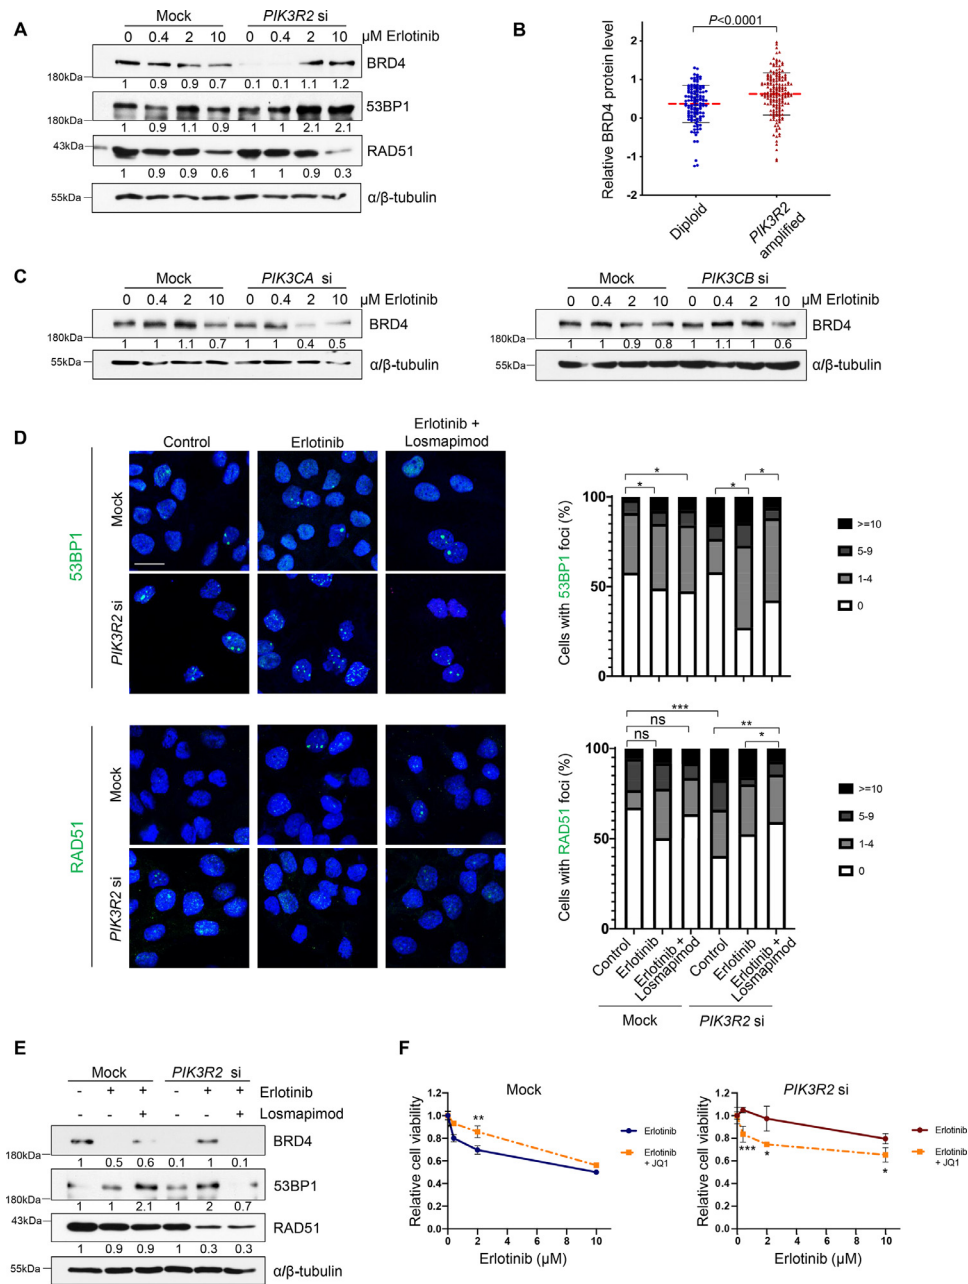 A
Mock PIK3R2 si
0 0.4 2 10 0 0.4 2 10 μM Erlotinib
BRD4
180kDa
1 0.9 0.9 0.7 0.1 0.1 1.1 1.2
53BP1
180kDa
1 0.9 1.1 0.9 1 1 2.1 2.1
43kDa
RAD51
1 0.9 0.9 0.6 1 1 0.9 0.3
55kDa
α/β-tubulin
B
P<0.0001
Relative BRD4 protein level
2
1
0
-1
-2
Diploid
PIK3R2 amplified
C
Mock PIK3CA si
0 0.4 2 10 0 0.4 2 10 μM Erlotinib
BRD4
180kDa
1 1 1.1 0.7 1 1 0.4 0.5
55kDa
α/β-tubulin
Mock PIK3CB si
0 0.4 2 10 0 0.4 2 10 μM Erlotinib
BRD4
180kDa
1 1 0.9 0.8 1 1.1 1 0.6
55kDa
α/β-tubulin
D
Control Erlotinib Erlotinib + Losmapimod
53BP1
Mock
PIK3R2 si
RAD51
Mock
PIK3R2 si
Cells with 53BP1 foci (%)
100
50
0
* * * *
>=10
5-9
1-4
0
Cells with RAD51 foci (%)
100
50
0
***
ns
ns
**
*
>=10
5-9
1-4
0
Control
Erlotinib
Erlotinib + Losmapimod
Control
Erlotinib
Erlotinib + Losmapimod
Mock PIK3R2 si
E
Mock PIK3R2 si
- + + - + + Erlotinib
- - + - - + Losmapimod
BRD4
180kDa
1 0.5 0.6 0.1 1 0.1
53BP1
180kDa
1 1 2.1 1 2 0.7
43kDa
RAD51
1 0.9 0.9 1 0.3 0.3
55kDa
α/β-tubulin
F
Mock
Relative cell viability
1.2
1.0
0.8
0.6
0.4
0.2
0.0
**
0 2 4 6 8 10
Erlotinib (μM)
Erlotinib
Erlotinib + JQ1
PIK3R2 si
Relative cell viability
1.2
1.0
0.8
0.6
0.4
0.2
0.0
*** * *
0 2 4 6 8 10
Erlotinib (μM)
Erlotinib
Erlotinib + JQ1